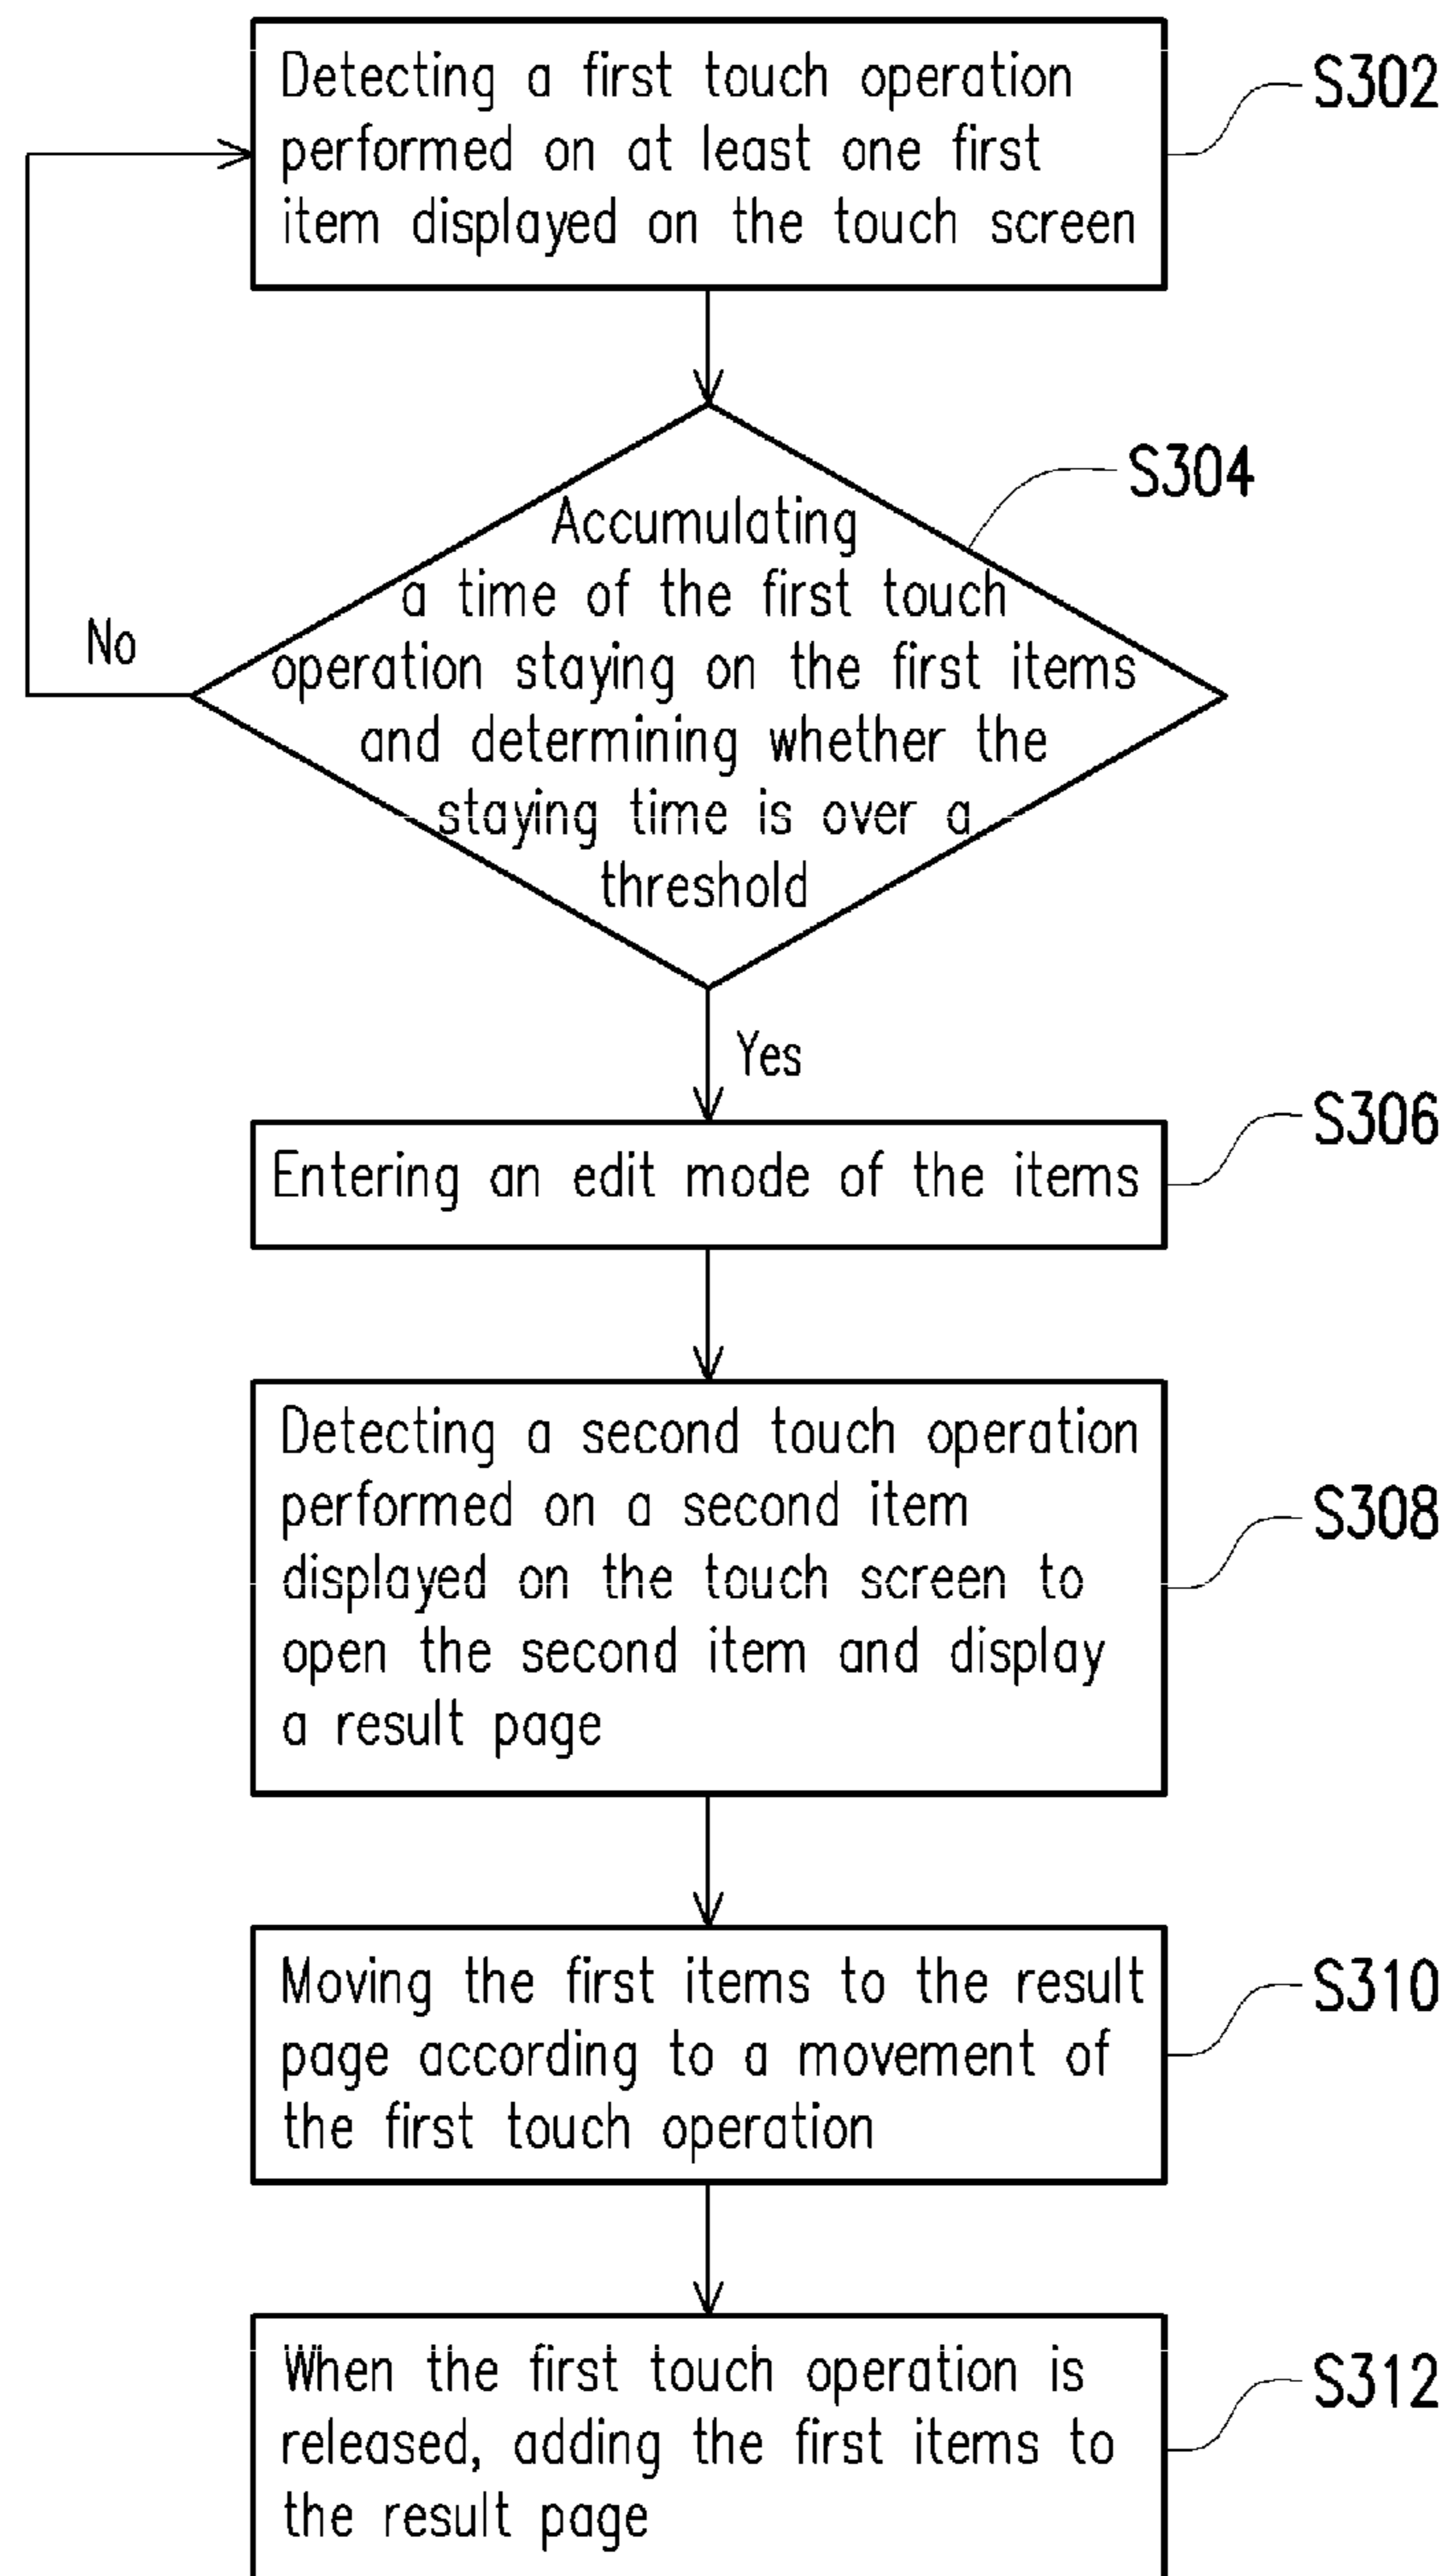 Detecting a first touch operation
performed on at least one first
item displayed on the touch screen
S302
Accumulating
a time of the first touch
operation staying on the first items
and determining whether the
staying time is over a
threshold
S304
No
Yes
Entering an edit mode of the items
S306
Detecting a second touch operation
performed on a second item
displayed on the touch screen to
open the second item and display
a result page
S308
Moving the first items to the result
page according to a movement of
the first touch operation
S310
When the first touch operation is
released, adding the first items to
the result page
S312